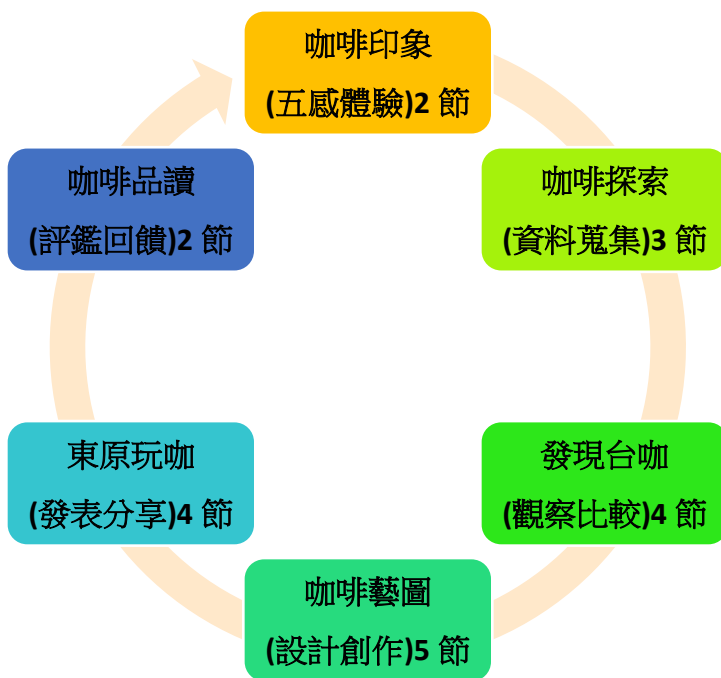 咖啡印象
(五感體驗)2 節
咖啡探索
(資料蒐集)3 節
發現台咖
(觀察比較)4 節
咖啡藝圖
(設計創作)5 節
東原玩咖
(發表分享)4 節
咖啡品讀
(評鑑回饋)2 節